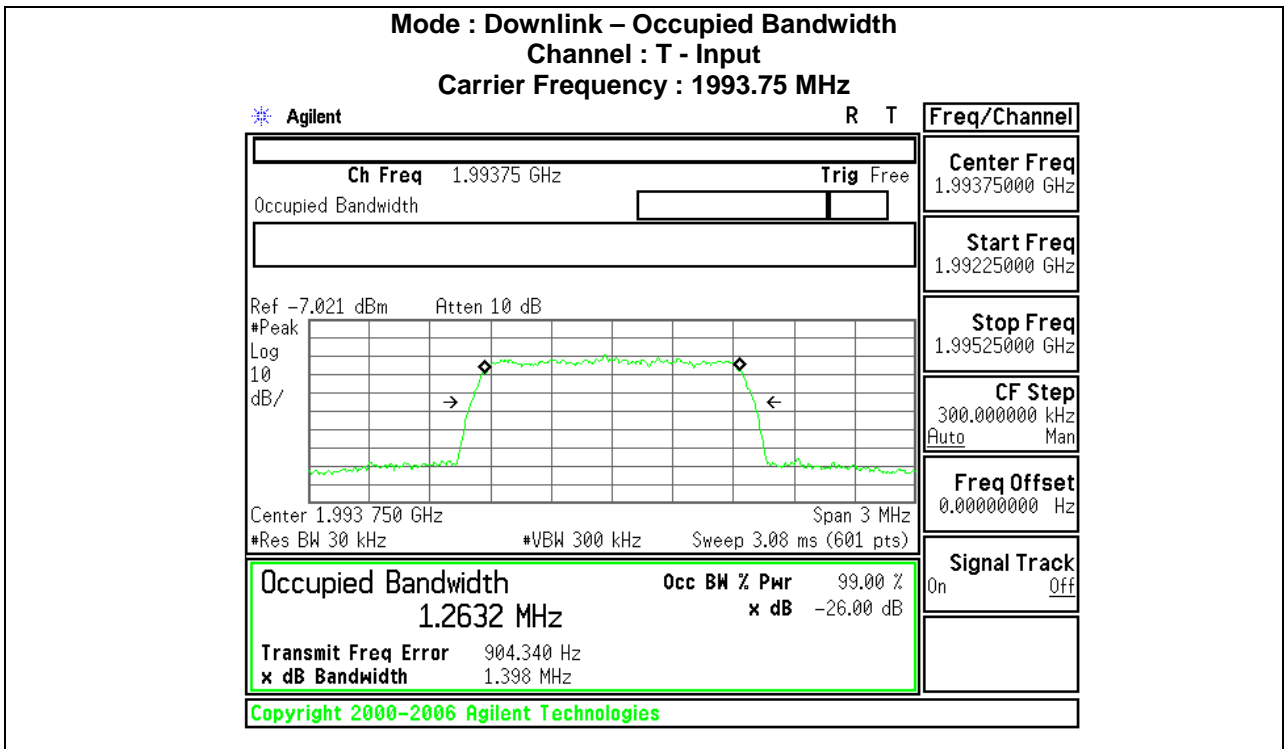 Mode : Downlink – Occupied Bandwidth
Channel : T - Input
Carrier Frequency : 1993.75 MHz
Agilent R T Freq/Channel
Ch Freq 1.99375 GHz Trig Free
Occupied Bandwidth
Center Freq
1.99375000 GHz
Start Freq
1.99225000 GHz
Stop Freq
1.99525000 GHz
CF Step
300.000000 kHz
Auto Man
Freq Offset
0.00000000 Hz
Signal Track
On Off
Ref -7.021 dBm Atten 10 dB
#Peak
Log
10
dB/
Center 1.993 750 GHz Span 3 MHz
#Res BW 30 kHz #VBW 300 kHz Sweep 3.08 ms (601 pts)
Occupied Bandwidth Occ BW % Pwr 99.00 %
1.2632 MHz x dB -26.00 dB
Transmit Freq Error 904.340 Hz
x dB Bandwidth 1.398 MHz
Copyright 2000-2006 Agilent Technologies